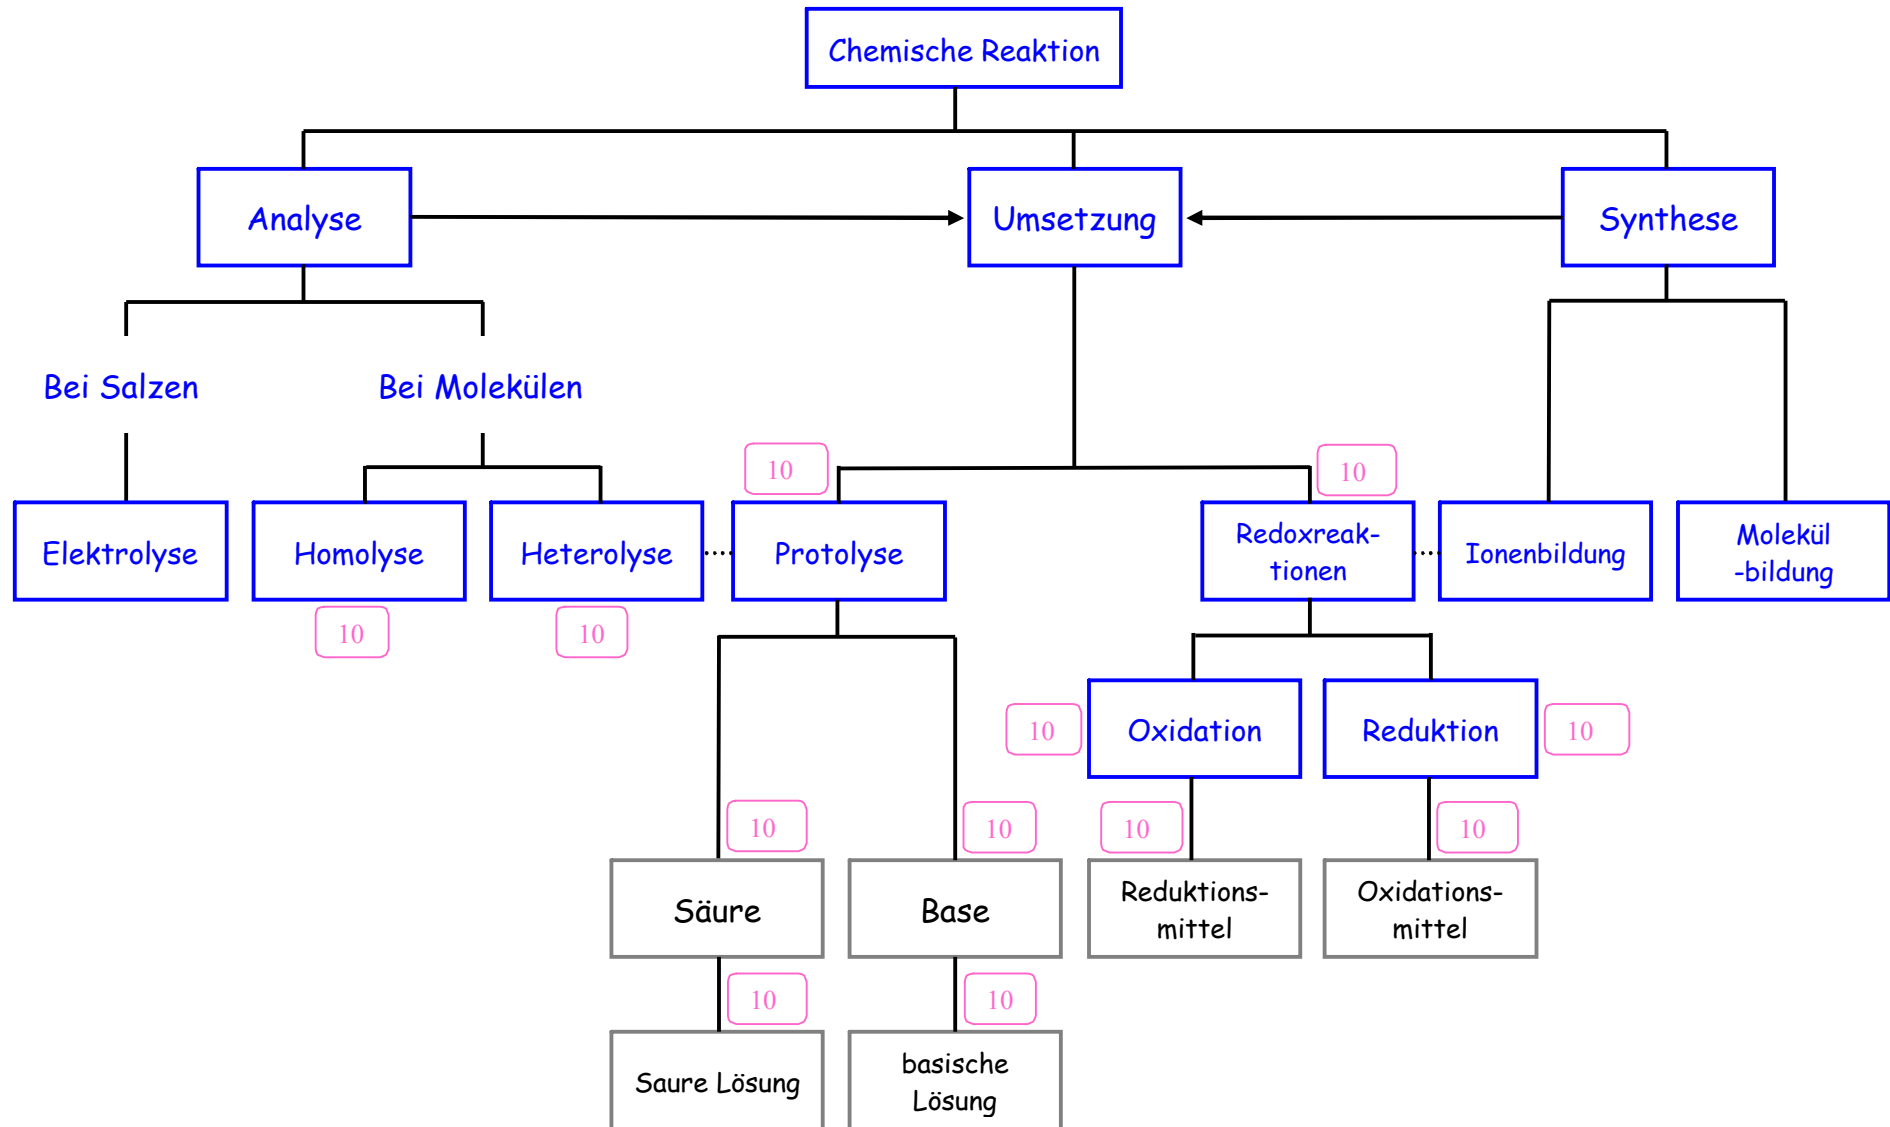 Chemische Reaktion
Analyse
Umsetzung
Synthese
Bei Salzen
Bei Molekülen
10
10
Elektrolyse
Homolyse
Heterolyse
Protolyse
Redoxreak-
tionen
Ionenbildung
Molekül
-bildung
10
10
10
Oxidation
Reduktion
10
10
10
10
10
Säure
Base
Reduktions-
mittel
Oxidations-
mittel
10
10
Saure Lösung
basische
Lösung